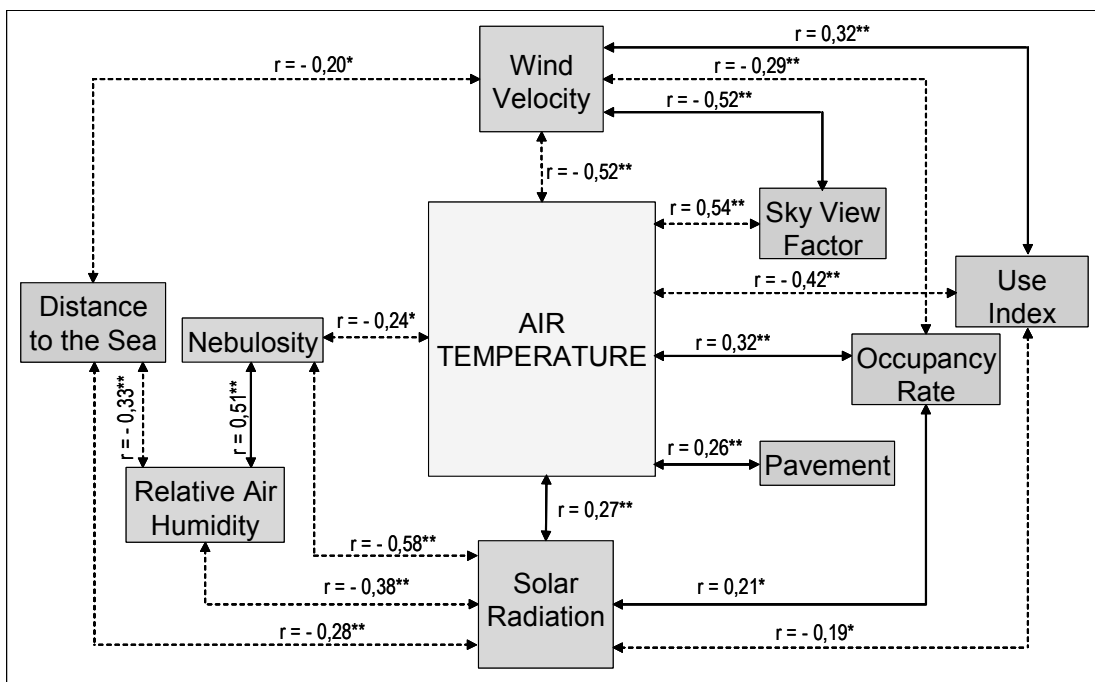 r = 0,32**
r = - 0,20*
Wind
Velocity
r = - 0,29**
r = - 0,52**
r = - 0,52**
r = 0,54**
Sky View
Factor
r = - 0,42**
Use
Index
Distance
to the Sea
Nebulosity
r = - 0,24*
AIR
TEMPERATURE
r = 0,32**
Occupancy
Rate
r = - 0,33**
r = 0,51**
r = 0,26**
Pavement
Relative Air
Humidity
r = 0,27**
r = - 0,58**
Solar
Radiation
r = - 0,38**
r = 0,21*
r = - 0,28**
r = - 0,19*